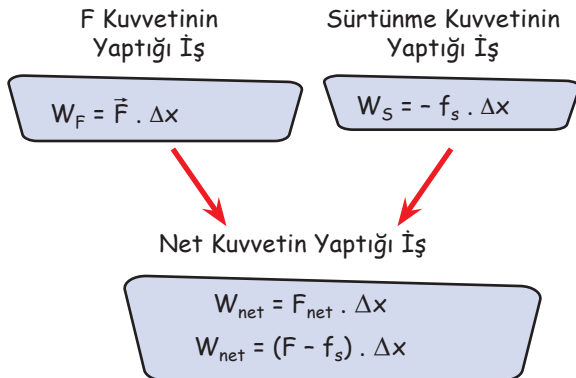 F Kuvvetinin
Yaptığı İş
W_F = F⃗ . Δx
Sürtünme Kuvvetinin
Yaptığı İş
W_S = – f_s . Δx
Net Kuvvetin Yaptığı İş
W_net = F_net . Δx
W_net = (F – f_s) . Δx